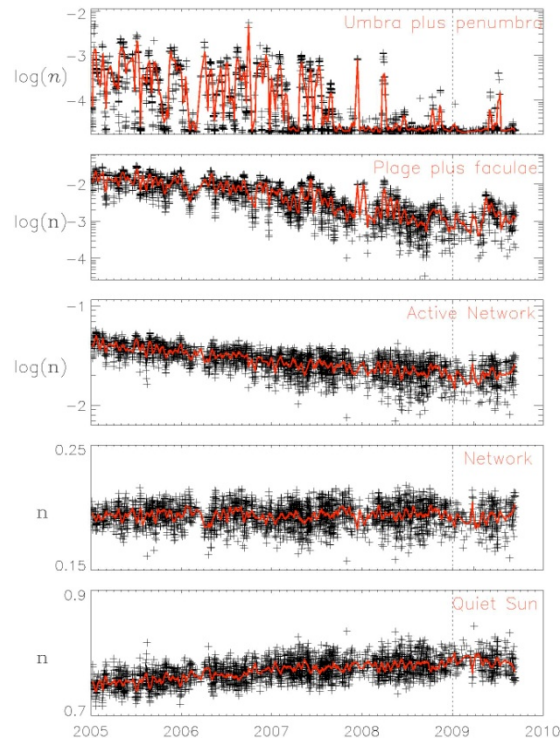 Umbra plus penumbra
−2
−3
log(n)
−4
Plage plus faculae
−2
log(n)
−3
−4
−1
Active Network
log(n)
−2
0.25
Network
n
0.15
0.9
Quiet Sun
n
0.7
2005 2006 2007 2008 2009 2010